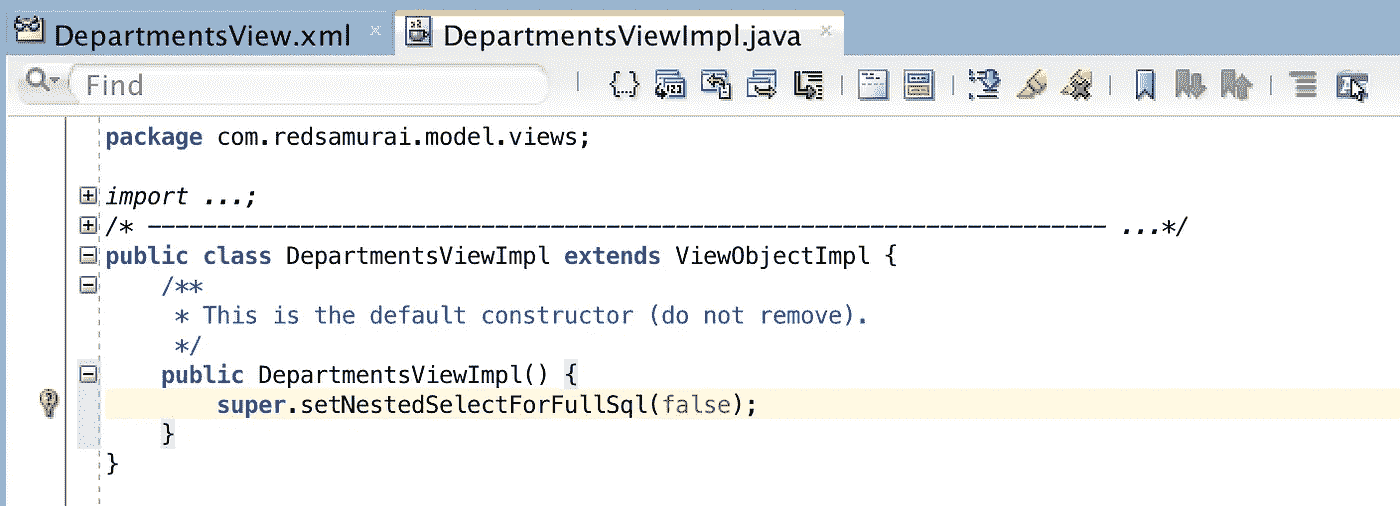 DepartmentsView.xml DepartmentsViewImpl.java
Find
package com.redsamurai.model.views;
import ...;
/* --------------------------------------------------------------------- ...*/
public class DepartmentsViewImpl extends ViewObjectImpl {
/**
* This is the default constructor (do not remove).
*/
public DepartmentsViewImpl() {
super.setNestedSelectForFullSql(false);
}
}